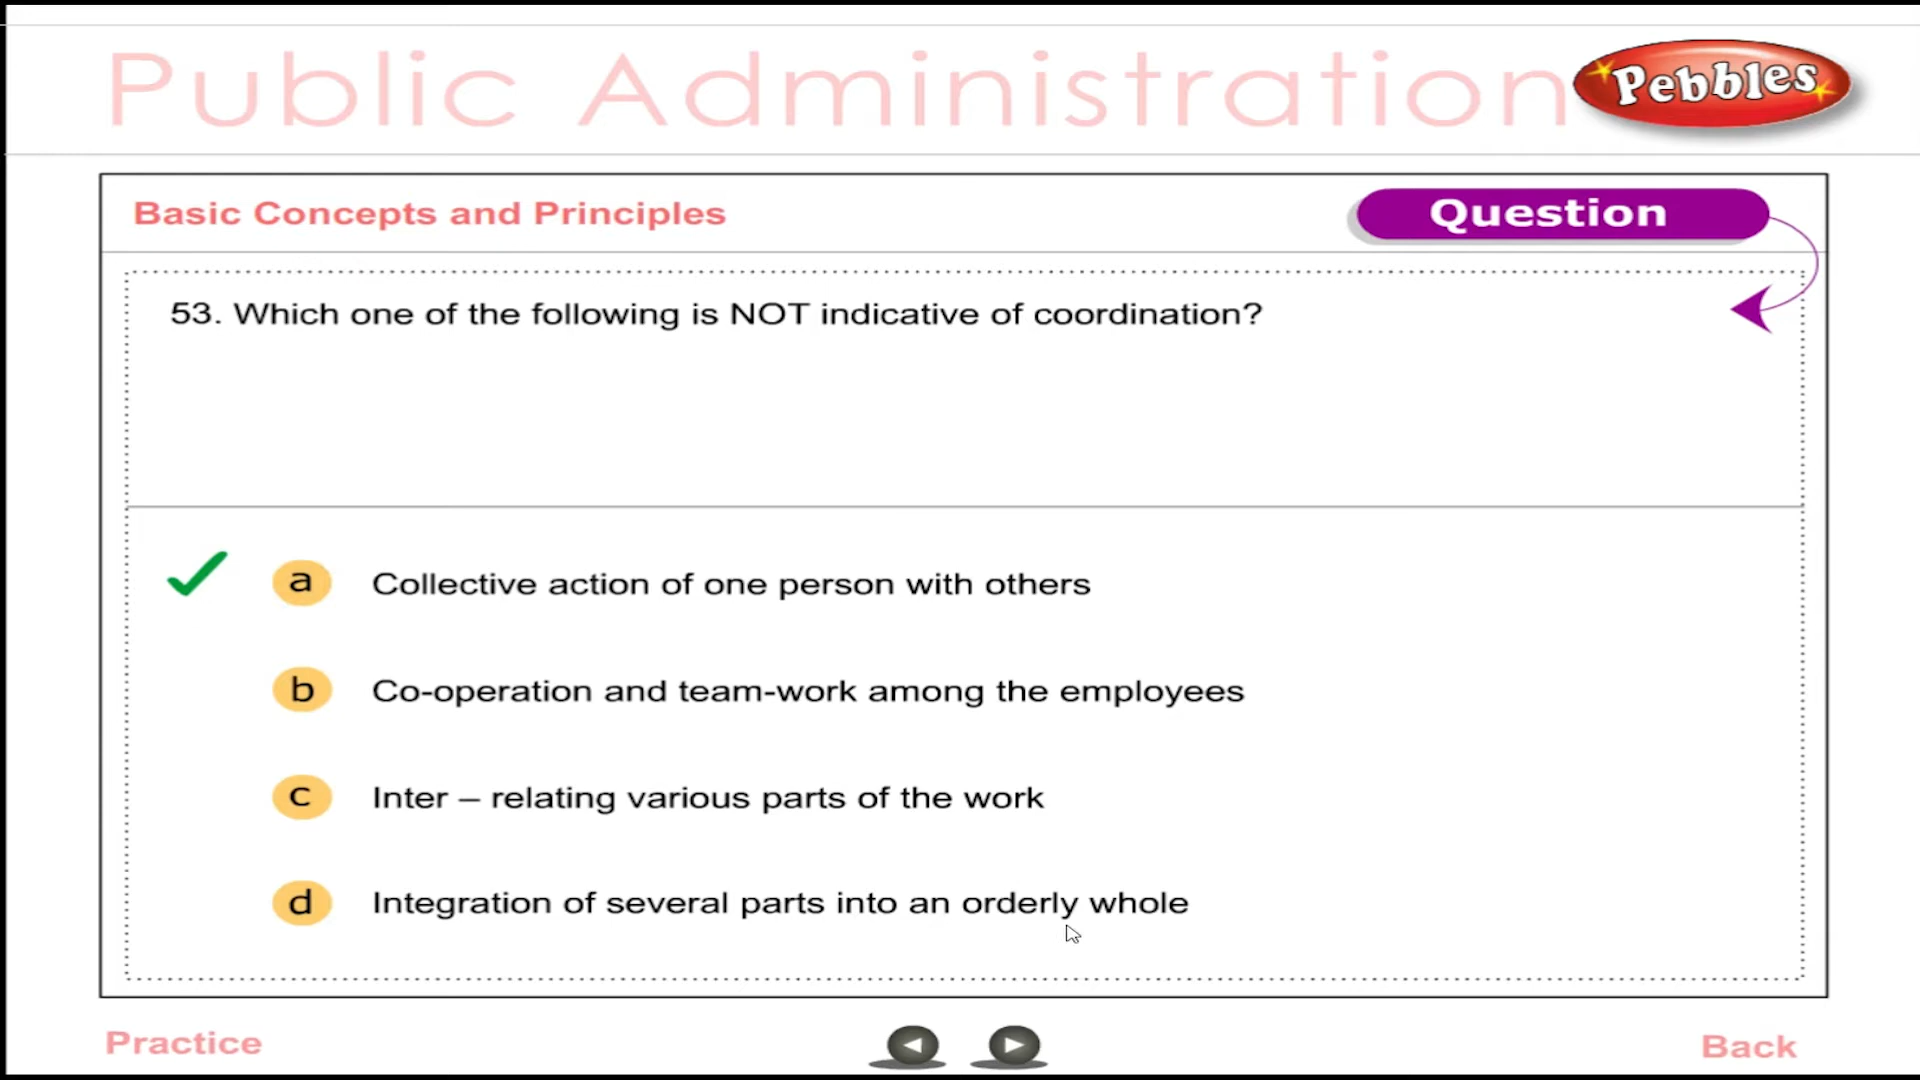 Public Administration
Pebbles
Basic Concepts and Principles
Question
53. Which one of the following is NOT indicative of coordination?
a Collective action of one person with others
b Co-operation and team-work among the employees
c Inter – relating various parts of the work
d Integration of several parts into an orderly whole
Practice
Back